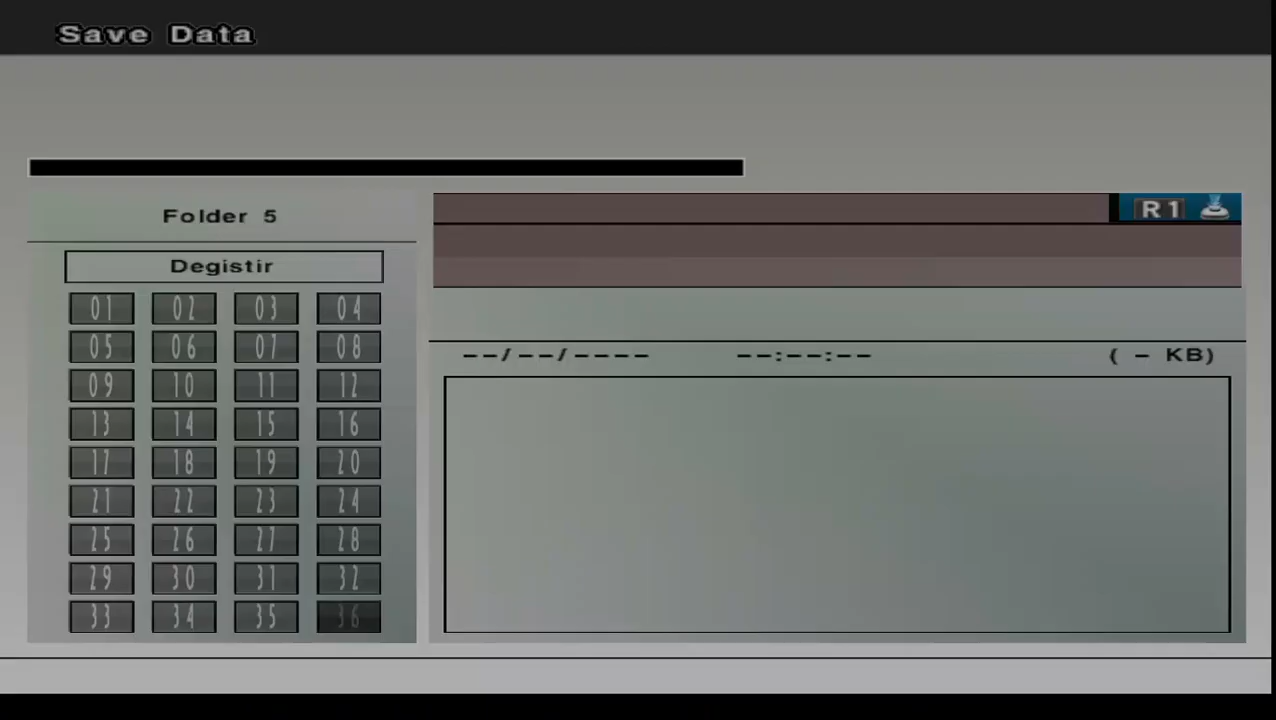 Save Data
Folder 5
Degistir
01 02 03 04
05 06 07 08
09 10 11 12
13 14 15 16
17 18 19 20
21 22 23 24
25 26 27 28
29 30 31 32
33 34 35 36
R1
--/--/---- --:--:-- ( - KB)